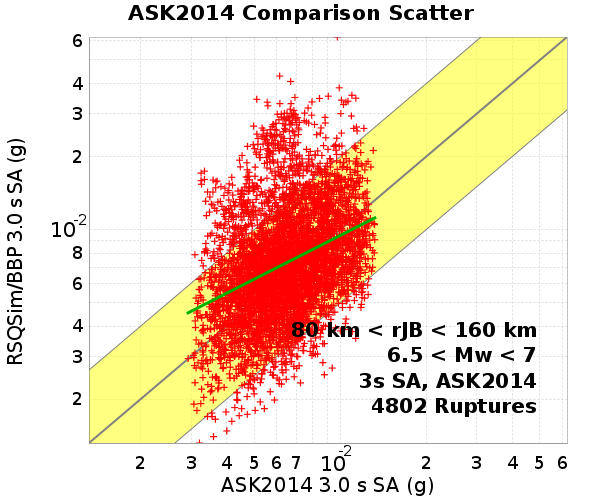 ASK2014 Comparison Scatter
RSQSim/BBP 3.0 s SA (g)
6
4
3
2
10-2
8
6
4
3
2
80 km < rJB < 160 km
6.5 < Mw < 7
3s SA, ASK2014
4802 Ruptures
2 3 4 5 6 7 10-2 2 3 4 5 6
ASK2014 3.0 s SA (g)